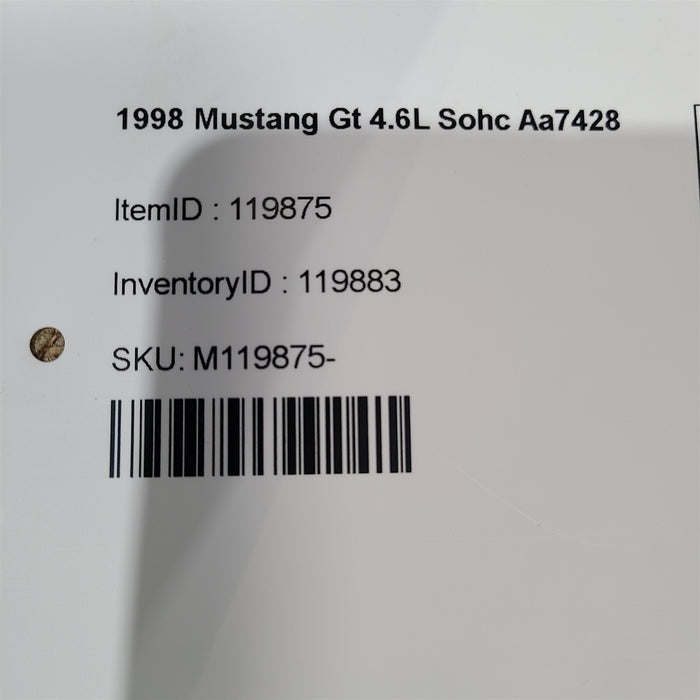 1998 Mustang Gt 4.6L Sohc Aa7428
ItemID : 119875
InventoryID : 119883
SKU: M119875-